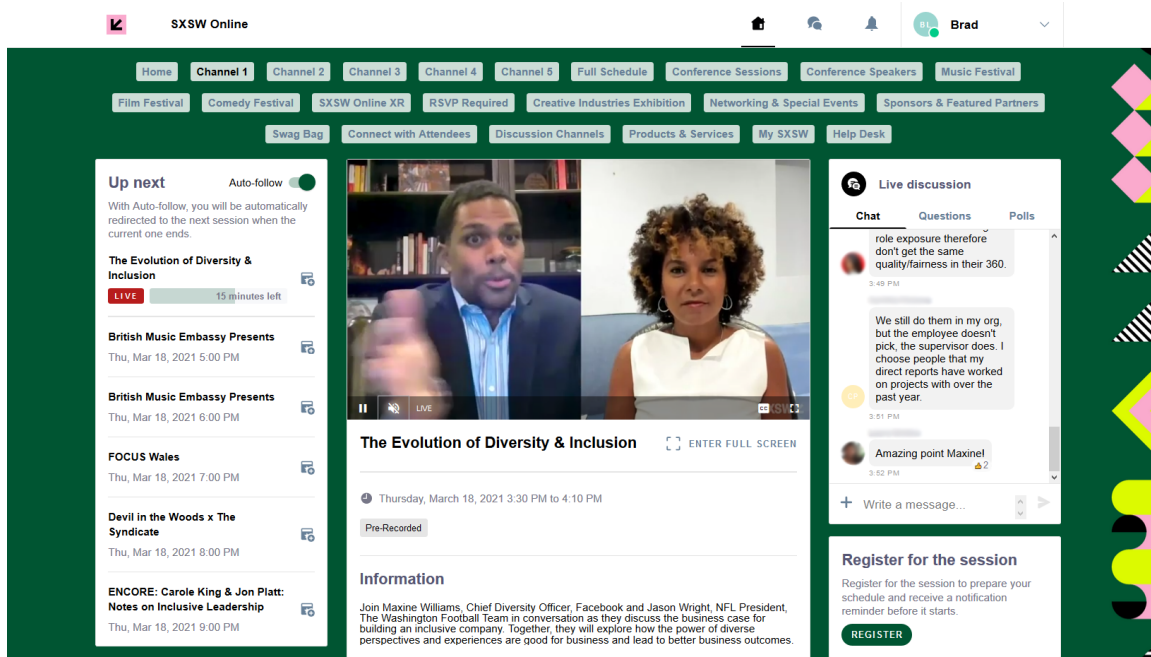 SXSW Online
BL
Brad
Home Channel 1 Channel 2 Channel 3 Channel 4 Channel 5 Full Schedule Conference Sessions Conference Speakers Music Festival
Film Festival Comedy Festival SXSW Online XR RSVP Required Creative Industries Exhibition Networking & Special Events Sponsors & Featured Partners
Swag Bag Connect with Attendees Discussion Channels Products & Services My SXSW Help Desk
Up next Auto-follow
With Auto-follow, you will be automatically
redirected to the next session when the
current one ends.
The Evolution of Diversity &
Inclusion
LIVE 15 minutes left
British Music Embassy Presents
Thu, Mar 18, 2021 5:00 PM
British Music Embassy Presents
Thu, Mar 18, 2021 6:00 PM
FOCUS Wales
Thu, Mar 18, 2021 7:00 PM
Devil in the Woods x The
Syndicate
Thu, Mar 18, 2021 8:00 PM
ENCORE: Carole King & Jon Platt:
Notes on Inclusive Leadership
Thu, Mar 18, 2021 9:00 PM
LIVE
CC
SXSW
The Evolution of Diversity & Inclusion
ENTER FULL SCREEN
Thursday, March 18, 2021 3:30 PM to 4:10 PM
Pre-Recorded
Information
Join Maxine Williams, Chief Diversity Officer, Facebook and Jason Wright, NFL President,
The Washington Football Team in conversation as they discuss the business case for
building an inclusive company. Together, they will explore how the power of diverse
perspectives and experiences are good for business and lead to better business outcomes.
Live discussion
Chat Questions Polls
role exposure therefore
don't get the same
quality/fairness in their 360.
3:49 PM
We still do them in my org,
but the employee doesn't
pick, the supervisor does. I
choose people that my
direct reports have worked
on projects with over the
past year.
3:51 PM
Amazing point Maxine!
2
3:52 PM
Write a message...
Register for the session
Register for the session to prepare your
schedule and receive a notification
reminder before it starts.
REGISTER